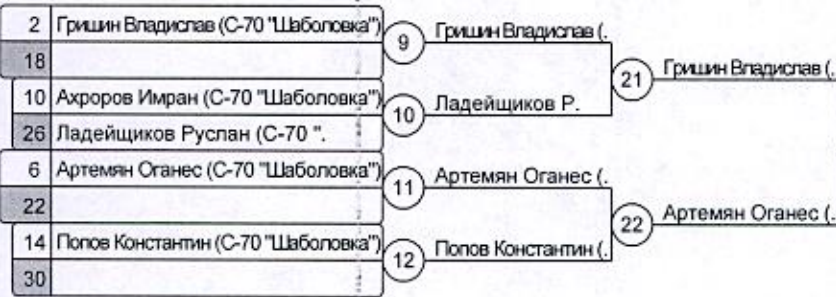 2 Гришин Владислав (С-70 "Шаболовка")
18
9
Гришин Владислав (.
10 Ахроров Имран (С-70 "Шаболовка")
26 Ладейщиков Руслан (С-70 ".
10
Ладейщиков Р.
21
Гришин Владислав (.
6 Артемян Оганес (С-70 "Шаболовка")
22
11
Артемян Оганес (.
14 Попов Константин (С-70 "Шаболовка")
30
12
Попов Константин (.
22
Артемян Оганес (.